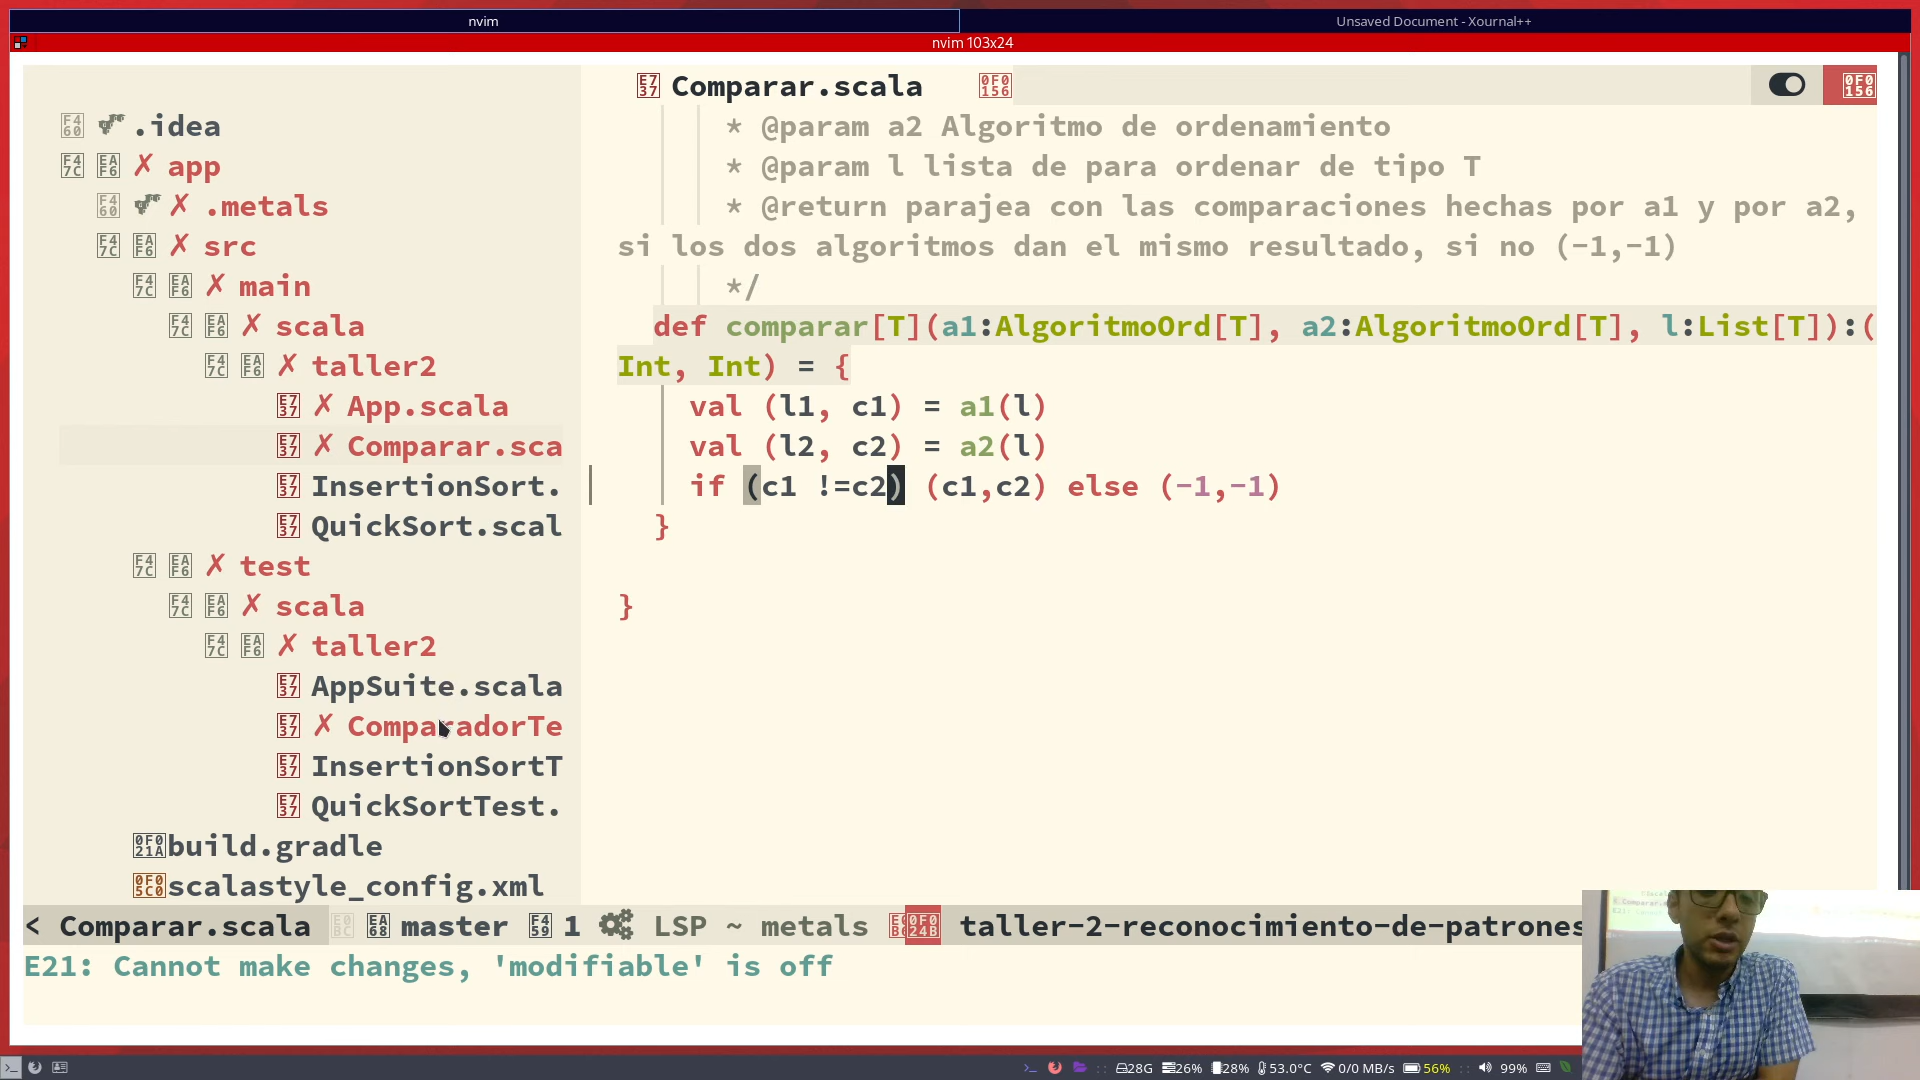 nvim
Unsaved Document - Xournal++
nvim 103x24
Comparar.scala
.idea
app
.metals
src
main
scala
taller2
App.scala
Comparar.sca
InsertionSort.
QuickSort.scal
test
scala
taller2
AppSuite.scala
ComparadorTe
InsertionSortT
QuickSortTest.
build.gradle
scalastyle_config.xml
* @param a2 Algoritmo de ordenamiento
* @param l lista de para ordenar de tipo T
* @return parajea con las comparaciones hechas por a1 y por a2,
si los dos algoritmos dan el mismo resultado, si no (-1,-1)
*/
def comparar[T](a1:AlgoritmoOrd[T], a2:AlgoritmoOrd[T], l:List[T]):(
Int, Int) = {
val (l1, c1) = a1(l)
val (l2, c2) = a2(l)
if (c1 !=c2) (c1,c2) else (-1,-1)
}
}
< Comparar.scala master 1 LSP ~ metals taller-2-reconocimiento-de-patrones
E21: Cannot make changes, 'modifiable' is off
28G 26% 28% 53.0°C 0/0 MB/s 56% 99%